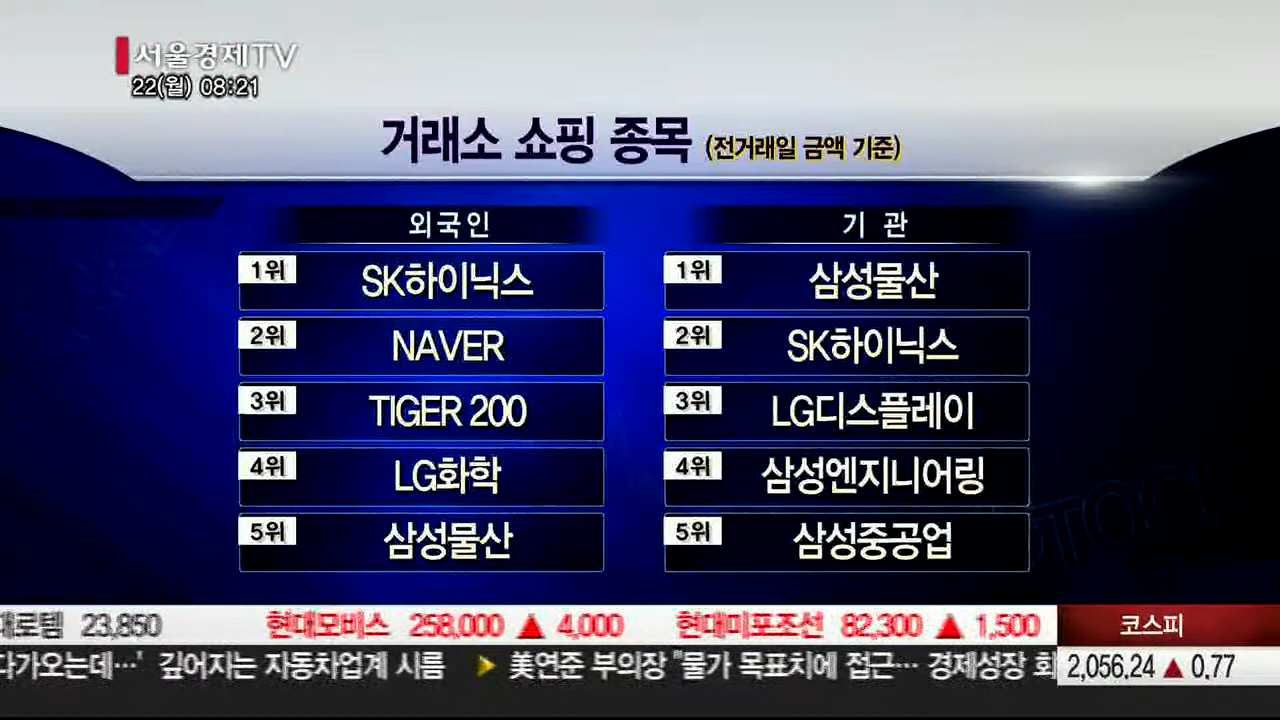 서울경제TV
22(월) 08:21
거래소 쇼핑 종목 (전거래일 금액 기준)
외국인
1위 SK하이닉스
2위 NAVER
3위 TIGER 200
4위 LG화학
5위 삼성물산
기 관
1위 삼성물산
2위 SK하이닉스
3위 LG디스플레이
4위 삼성엔지니어링
5위 삼성중공업
대로템 23,850 현대모비스 258,000 ▲ 4,000 현대미포조선 82,300 ▲ 1,500 코스피
다가오는데…' 깊어지는 자동차업계 시름 ▶ 美연준 부의장 "물가 목표치에 접근… 경제성장 회 2,056.24 ▲ 0.77